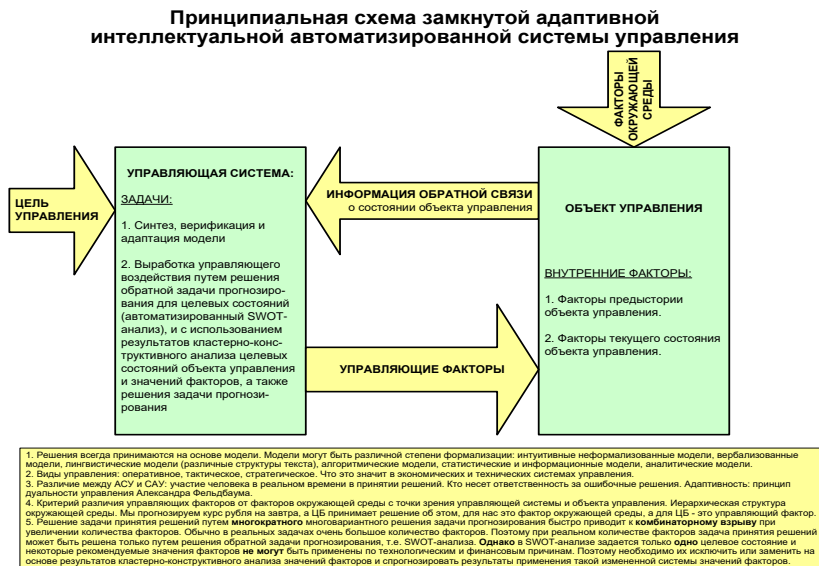 Принципиальная схема замкнутой адаптивной
интеллектуальной автоматизированной системы управления
ФАКТОРЫ
ОКРУЖАЮЩЕЙ
СРЕДЫ
ЦЕЛЬ
УПРАВЛЕНИЯ
УПРАВЛЯЮЩАЯ СИСТЕМА:
ЗАДАЧИ:
1. Синтез, верификация и
адаптация модели
2. Выработка управляющего
воздействия путем решения
обратной задачи прогнозиро-
вания для целевых состояний
(автоматизированный SWOT-
анализ), и с использованием
результатов кластерно-конс-
труктивного анализа целевых
состояний объекта управления
и значений факторов, а также
решения задачи прогнози-
рования
ИНФОРМАЦИЯ ОБРАТНОЙ СВЯЗИ
о состоянии объекта управления
УПРАВЛЯЮЩИЕ ФАКТОРЫ
ОБЪЕКТ УПРАВЛЕНИЯ
ВНУТРЕННИЕ ФАКТОРЫ:
1. Факторы предыстории
объекта управления.
2. Факторы текущего состояния
объекта управления.
1. Решения всегда принимаются на основе модели. Модели могут быть различной степени формализации: интуитивные неформализованные модели, вербализованные
модели, лингвистические модели (различные структуры текста), алгоритмические модели, статистические и информационные модели, аналитические модели.
2. Виды управления: оперативное, тактическое, стратегическое. Что это значит в экономических и технических системах управления.
3. Различие между АСУ и САУ: участие человека в реальном времени в принятии решений. Кто несет ответственность за ошибочные решения. Адаптивность: принцип
дуальности управления Александра Фельдбаума.
4. Критерий различия управляющих факторов от факторов окружающей среды с точки зрения управляющей системы и объекта управления. Иерархическая структура
окружающей среды. Мы прогнозируем курс рубля на завтра, а ЦБ принимает решение об этом, для нас это фактор окружающей среды, а для ЦБ - это управляющий фактор.
5. Решение задачи принятия решений путем многократного многовариантного решения задачи прогнозирования быстро приводит к комбинаторному взрыву при
увеличении количества факторов. Обычно в реальных задачах очень большое количество факторов. Поэтому при реальном количестве факторов задача принятия решений
может быть решена только путем решения обратной задачи прогнозирования, т.е. SWOT-анализа. Однако в SWOT-анализе задается только одно целевое состояние и
некоторые рекомендуемые значения факторов не могут быть применены по технологическим и финансовым причинам. Поэтому необходимо их исключить или заменить на
основе результатов кластерно-конструктивного анализа значений факторов и спрогнозировать результаты применения такой измененной системы значений факторов.